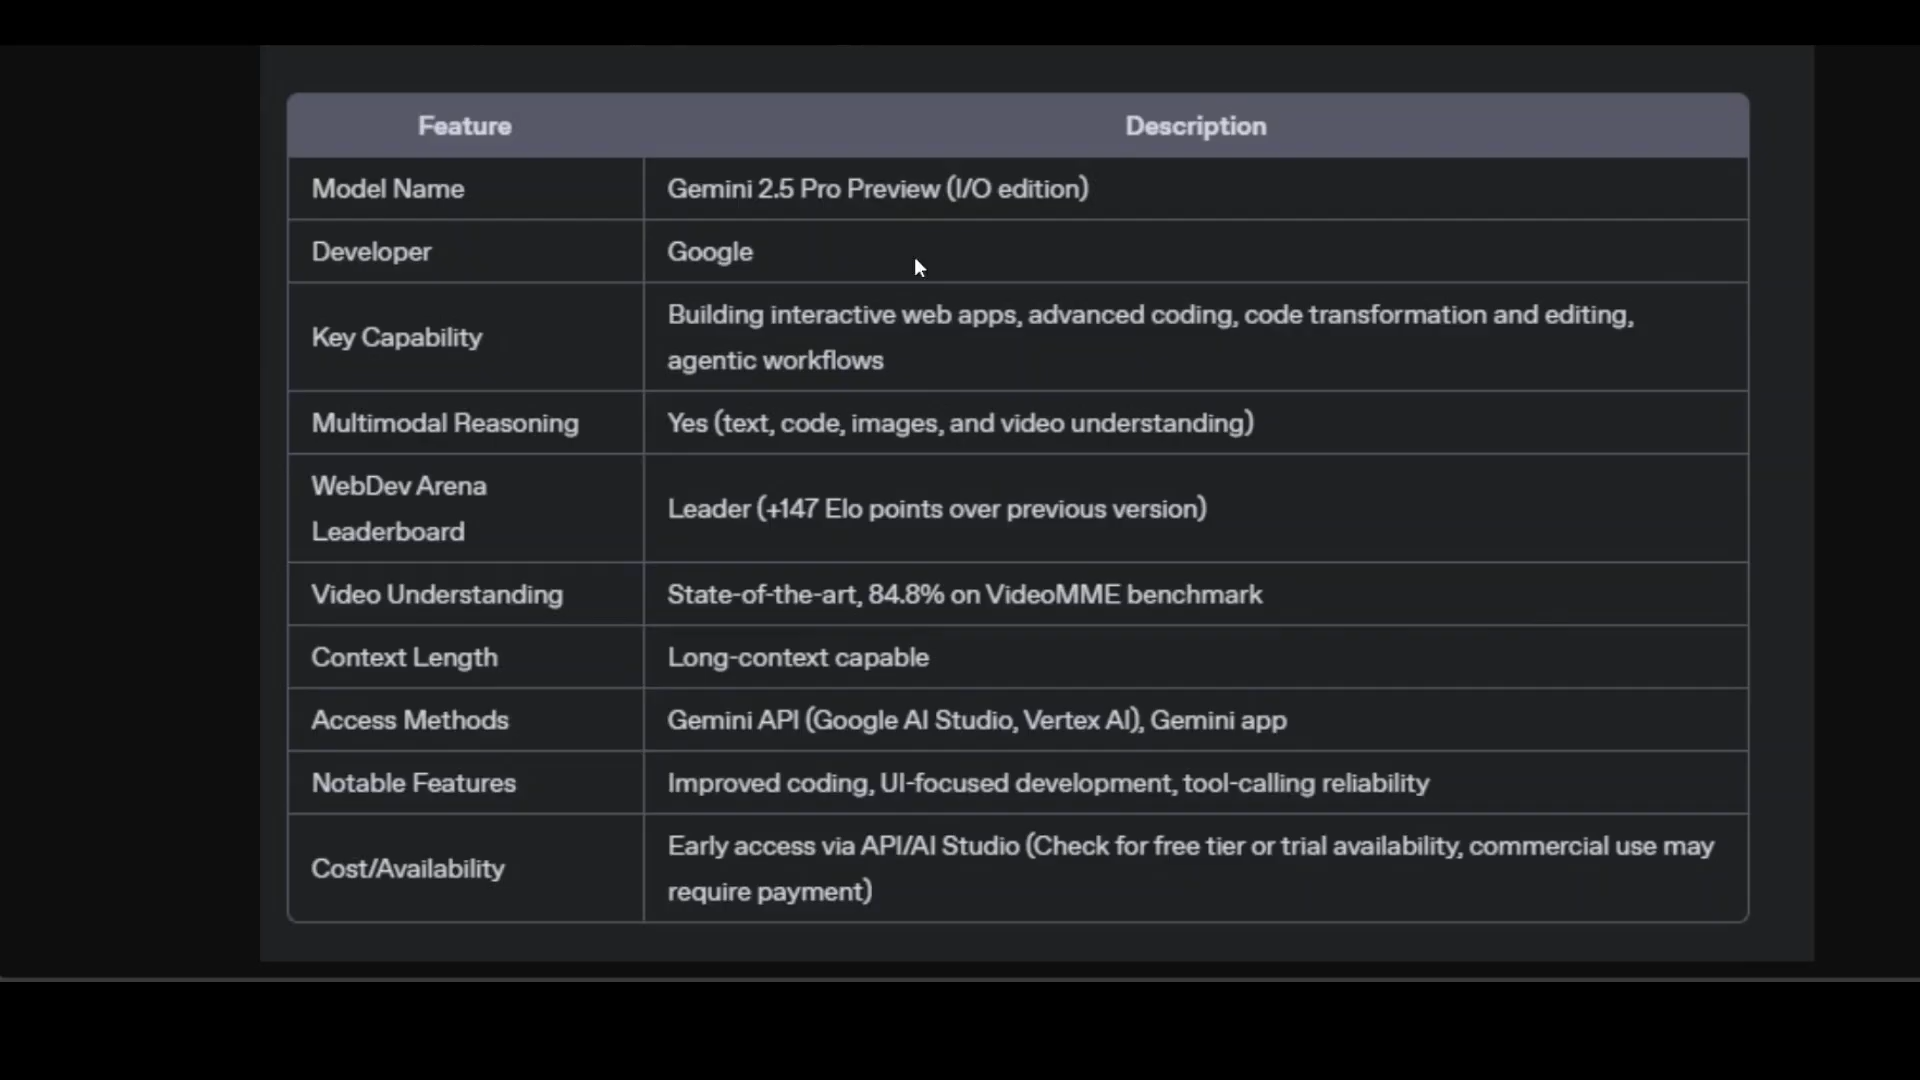 Feature
Description
Model Name
Gemini 2.5 Pro Preview (I/O edition)
Developer
Google
Key Capability
Building interactive web apps, advanced coding, code transformation and editing,
agentic workflows
Multimodal Reasoning
Yes (text, code, images, and video understanding)
WebDev Arena
Leaderboard
Leader (+147 Elo points over previous version)
Video Understanding
State-of-the-art, 84.8% on VideoMME benchmark
Context Length
Long-context capable
Access Methods
Gemini API (Google AI Studio, Vertex AI), Gemini app
Notable Features
Improved coding, UI-focused development, tool-calling reliability
Cost/Availability
Early access via API/AI Studio (Check for free tier or trial availability, commercial use may
require payment)